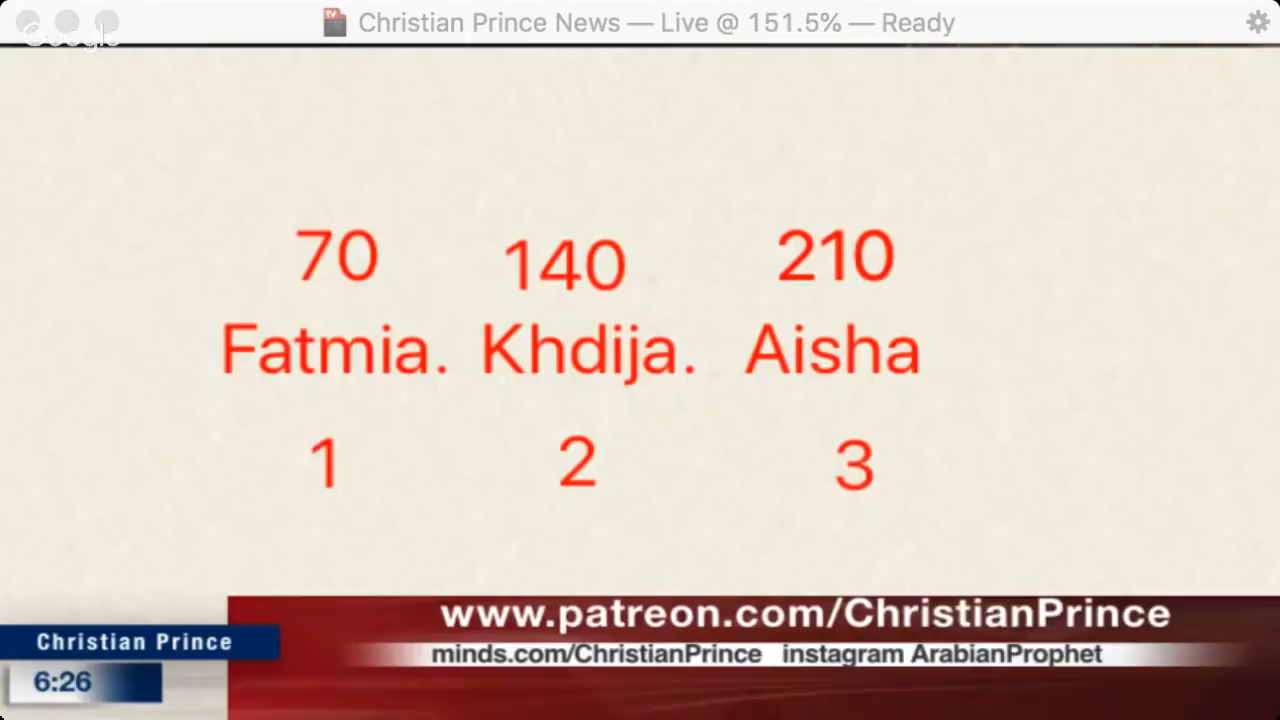 Christian Prince News — Live @ 151.5% — Ready
Google
70 140 210
Fatmia. Khdija. Aisha
1 2 3
www.patreon.com/ChristianPrince
Christian Prince
minds.com/ChristianPrince instagram ArabianProphet
6:26